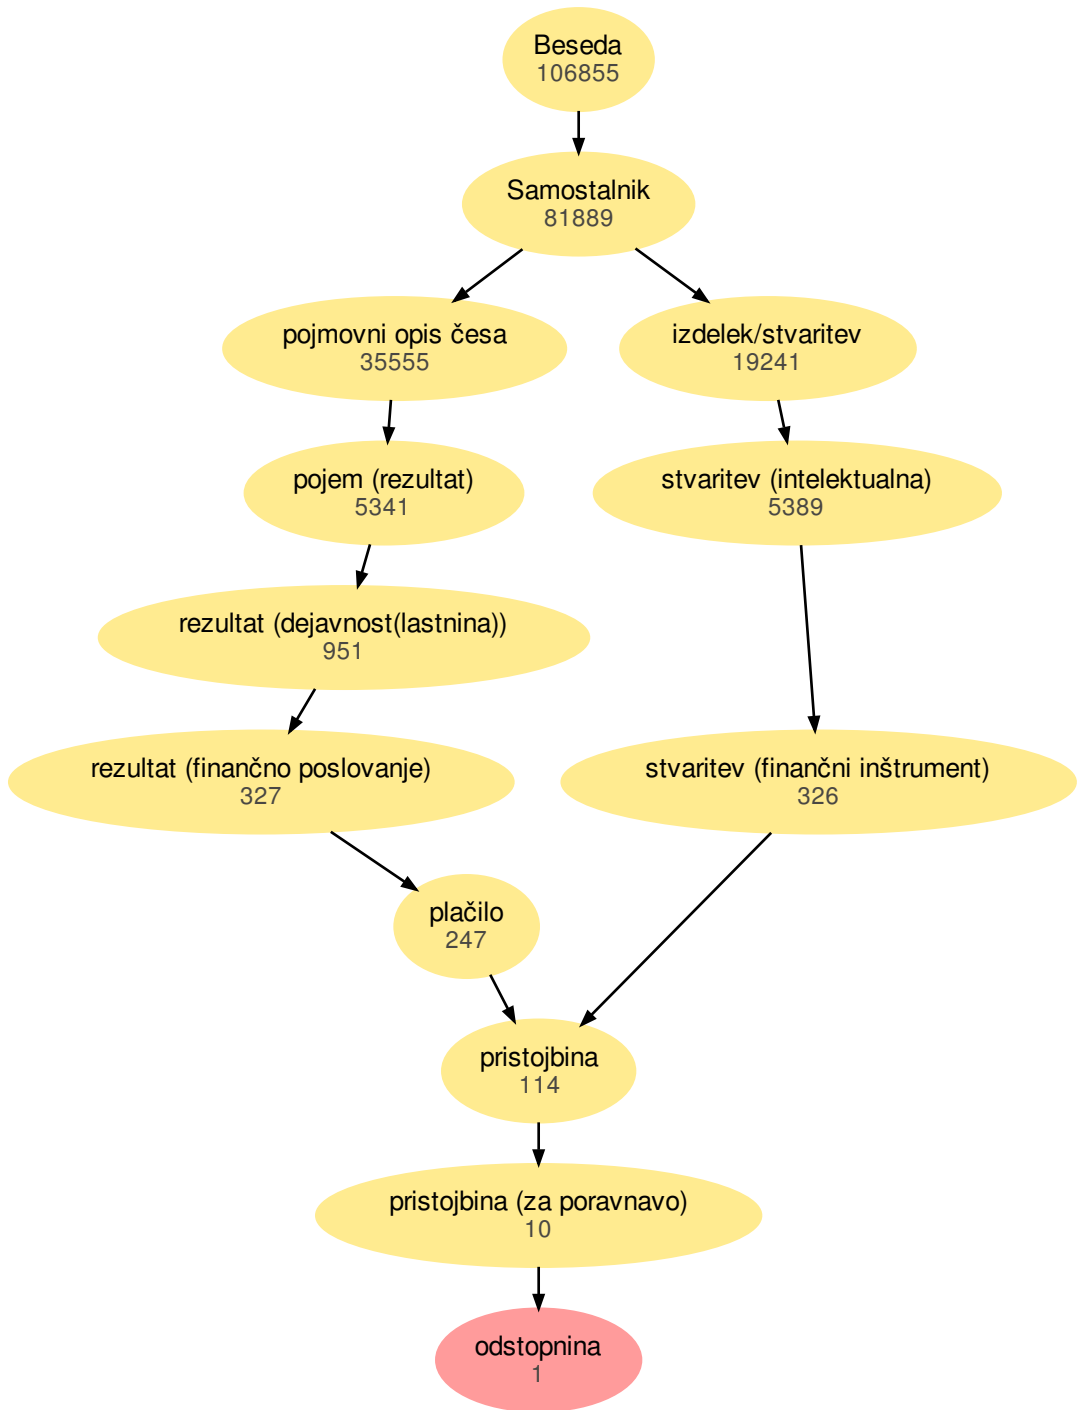 Beseda
106855
Samostalnik
81889
pojmovni opis česa
35555
izdelek/stvaritev
19241
pojem (rezultat)
5341
stvaritev (intelektualna)
5389
rezultat (dejavnost(lastnina))
951
rezultat (finančno poslovanje)
327
stvaritev (finančni inštrument)
326
plačilo
247
pristojbina
114
pristojbina (za poravnavo)
10
odstopnina
1